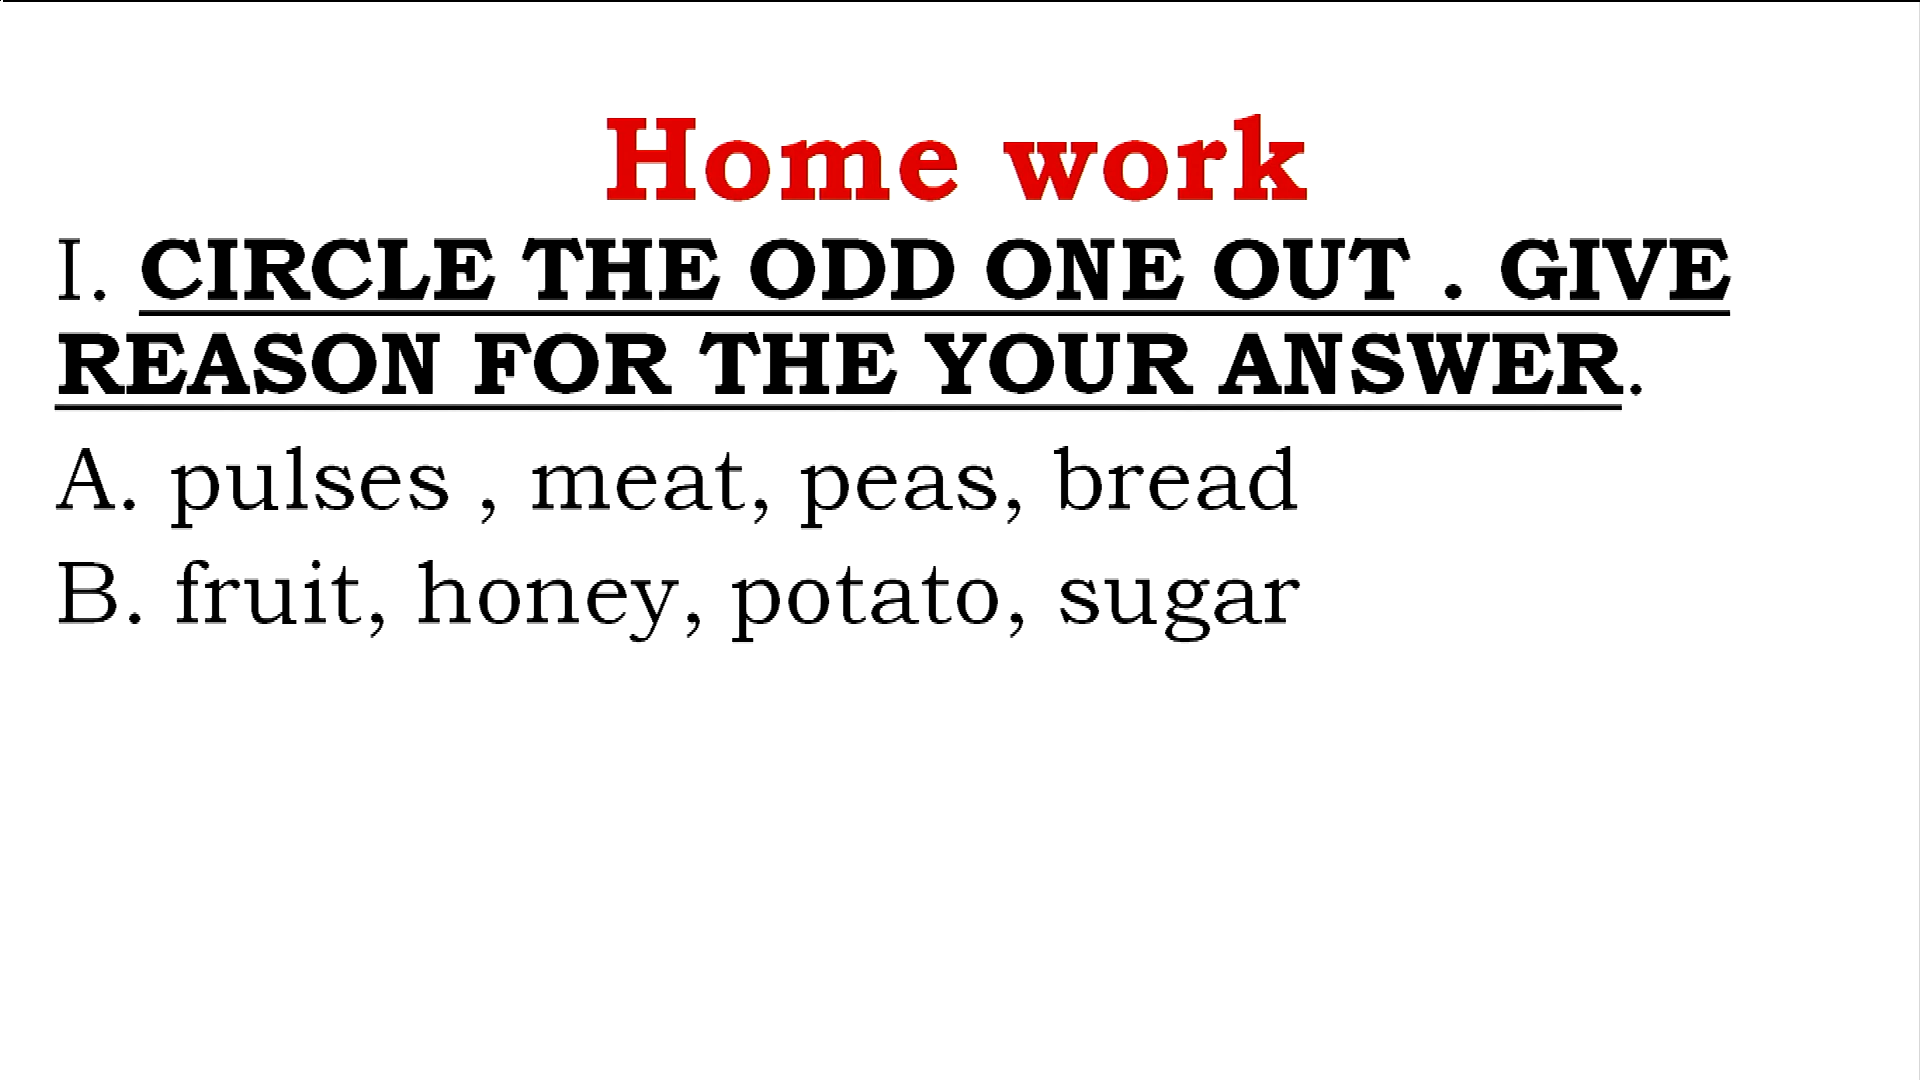 Home work
I. CIRCLE THE ODD ONE OUT . GIVE
REASON FOR THE YOUR ANSWER.
A. pulses , meat, peas, bread
B. fruit, honey, potato, sugar